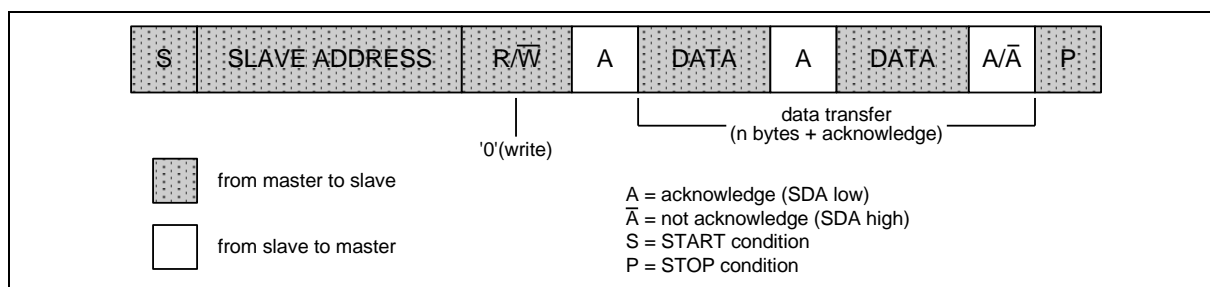 S SLAVE ADDRESS R/W̅ A DATA A DATA A/A̅ P
data transfer
(n bytes + acknowledge)
'0'(write)
from master to slave
from slave to master
A = acknowledge (SDA low)
A̅ = not acknowledge (SDA high)
S = START condition
P = STOP condition